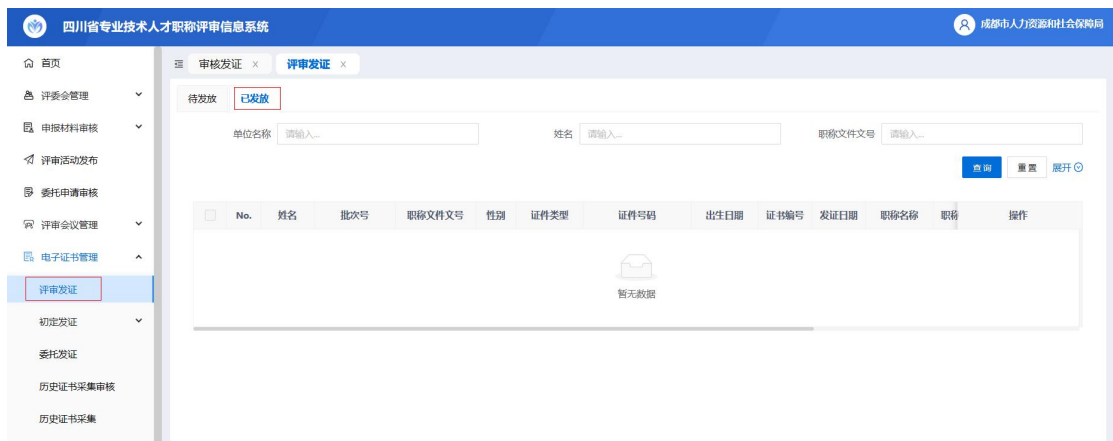 四川省专业技术人才职称评审信息系统
成都市人力资源和社会保障局
首页
评委会管理
申报材料审核
评审活动发布
委托申请审核
评审会议管理
电子证书管理
评审发证
初定发证
委托发证
历史证书采集审核
历史证书采集
审核发证 × 评审发证 ×
待发放 已发放
单位名称 请输入... 姓名 请输入... 职称文件文号 请输入...
查询 重置 展开
No. 姓名 批次号 职称文件文号 性别 证件类型 证件号码 出生日期 证书编号 发证日期 职称名称 职称 操作
暂无数据